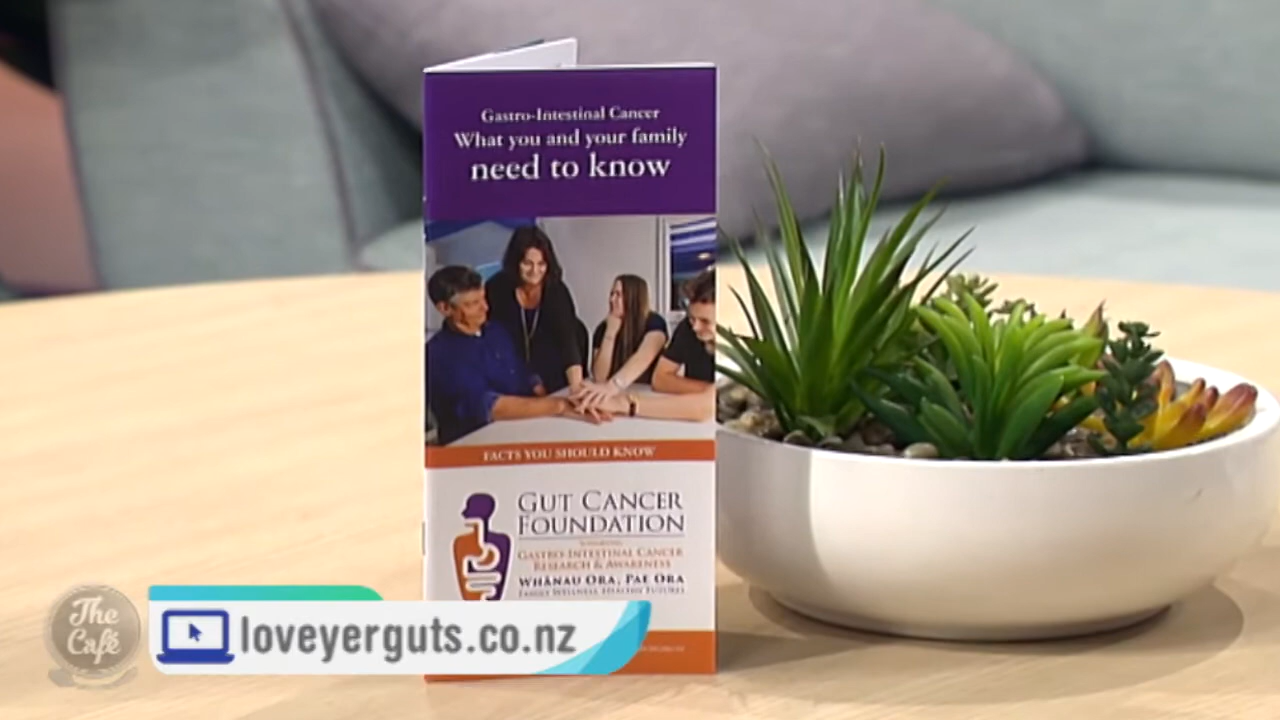 Gastro-Intestinal Cancer
What you and your family
need to know
FACTS YOU SHOULD KNOW
GUT CANCER
FOUNDATION
GASTRO-INTESTINAL CANCER
RESEARCH & AWARENESS
WHĀNAU ORA, PAE ORA
FAMILY WELLNESS, HEALTHY FUTURES
The
Café
loveyerguts.co.nz